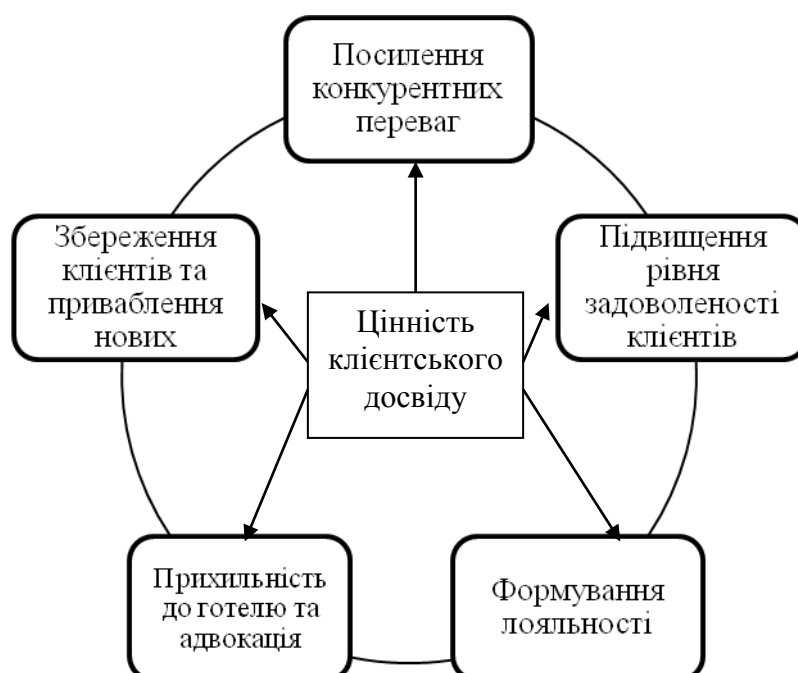 Посилення
конкурентних
переваг
Збереження
клієнтів та
приваблення
нових
Підвищення
рівня
задоволеності
клієнтів
Цінність
клієнтського
досвіду
Прихильність
до готелю та
адвокація
Формування
лояльності